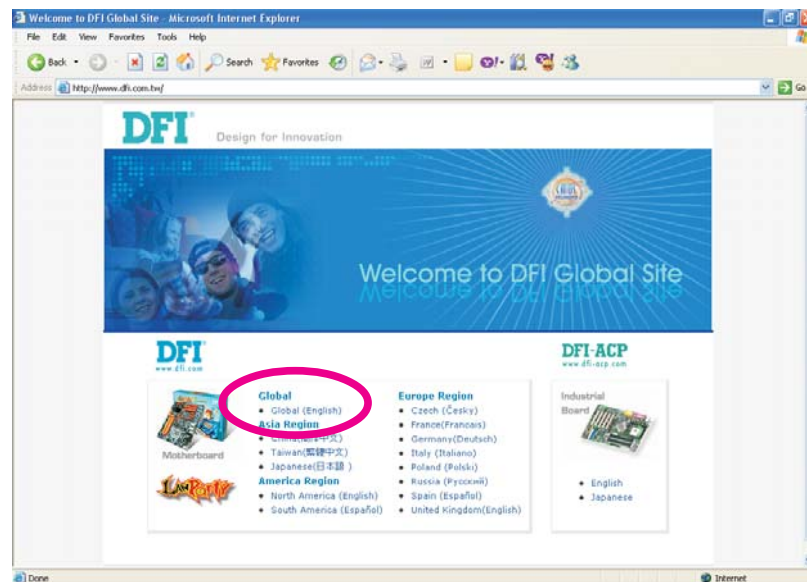 Welcome to DFI Global Site - Microsoft Internet Explorer
File Edit View Favorites Tools Help
Back Search Favorites
Address http://www.dfi.com.tw/ Go
DFI Design for Innovation
Welcome to DFI Global Site
DFI
www.dfi.com
DFI-ACP
www.dfi-acp.com
Motherboard
LANPARTY
Global
Global (English)
Asia Region
Taiwan(繁體中文)
Japanese(日本語 )
America Region
North America (English)
South America (Español)
Europe Region
Czech (Česky)
France(Francais)
Germany(Deutsch)
Italy (Italiano)
Poland (Polski)
Russia (Русский)
Spain (Español)
United Kingdom(English)
Industrial
Board
English
Japanese
Done Internet